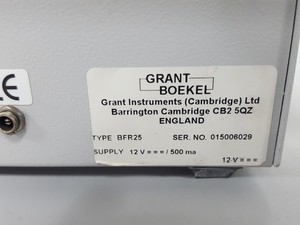 CE
GRANT
BOEKEL
Grant Instruments (Cambridge) Ltd
Barrington Cambridge CB2 5QZ
ENGLAND
TYPE BFR25 SER. NO. 015006029
SUPPLY 12 V === / 500 ma
12 V ===